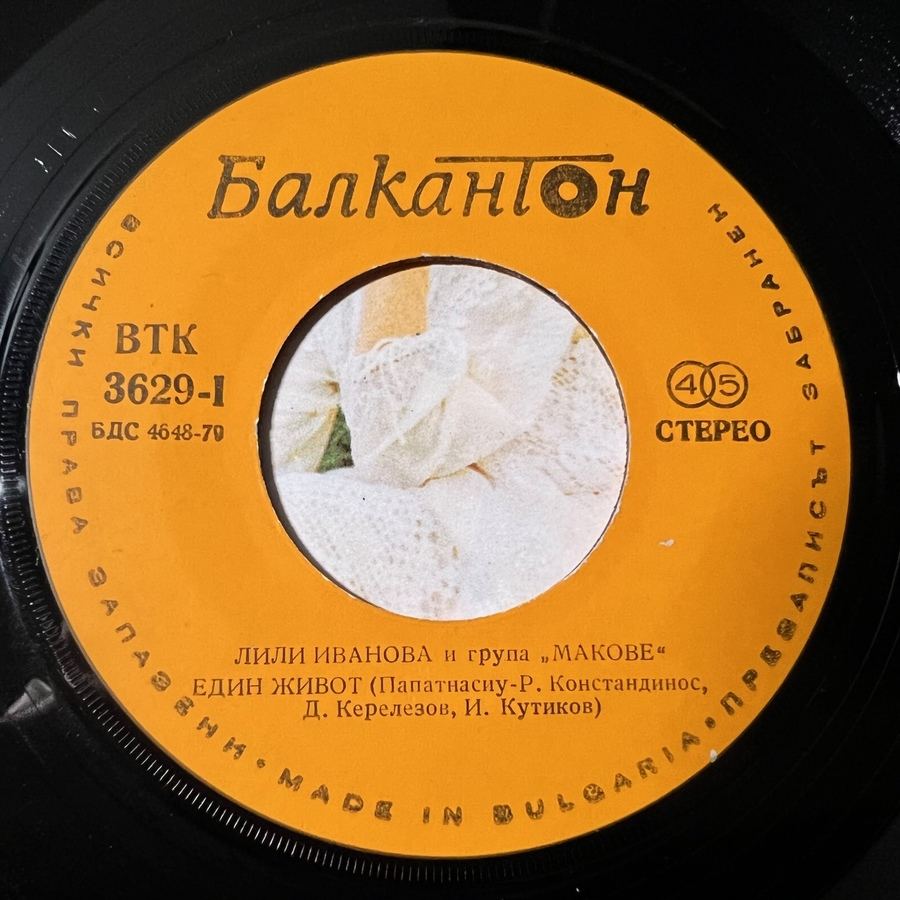 БалканТон
ВТК
3629-I
БДС 4648-70
45
СТЕРЕО
ЛИЛИ ИВАНОВА и група „МАКОВЕ“
ЕДИН ЖИВОТ (Папатнасиу-Р. Констандинос,
Д. Керелезов, И. Кутиков)
ВСИЧКИ ПРАВА ЗАПАЗЕНИ • MADE IN BULGARIA • ПРЕЗАПИСЪТ ЗАБРАНЕН